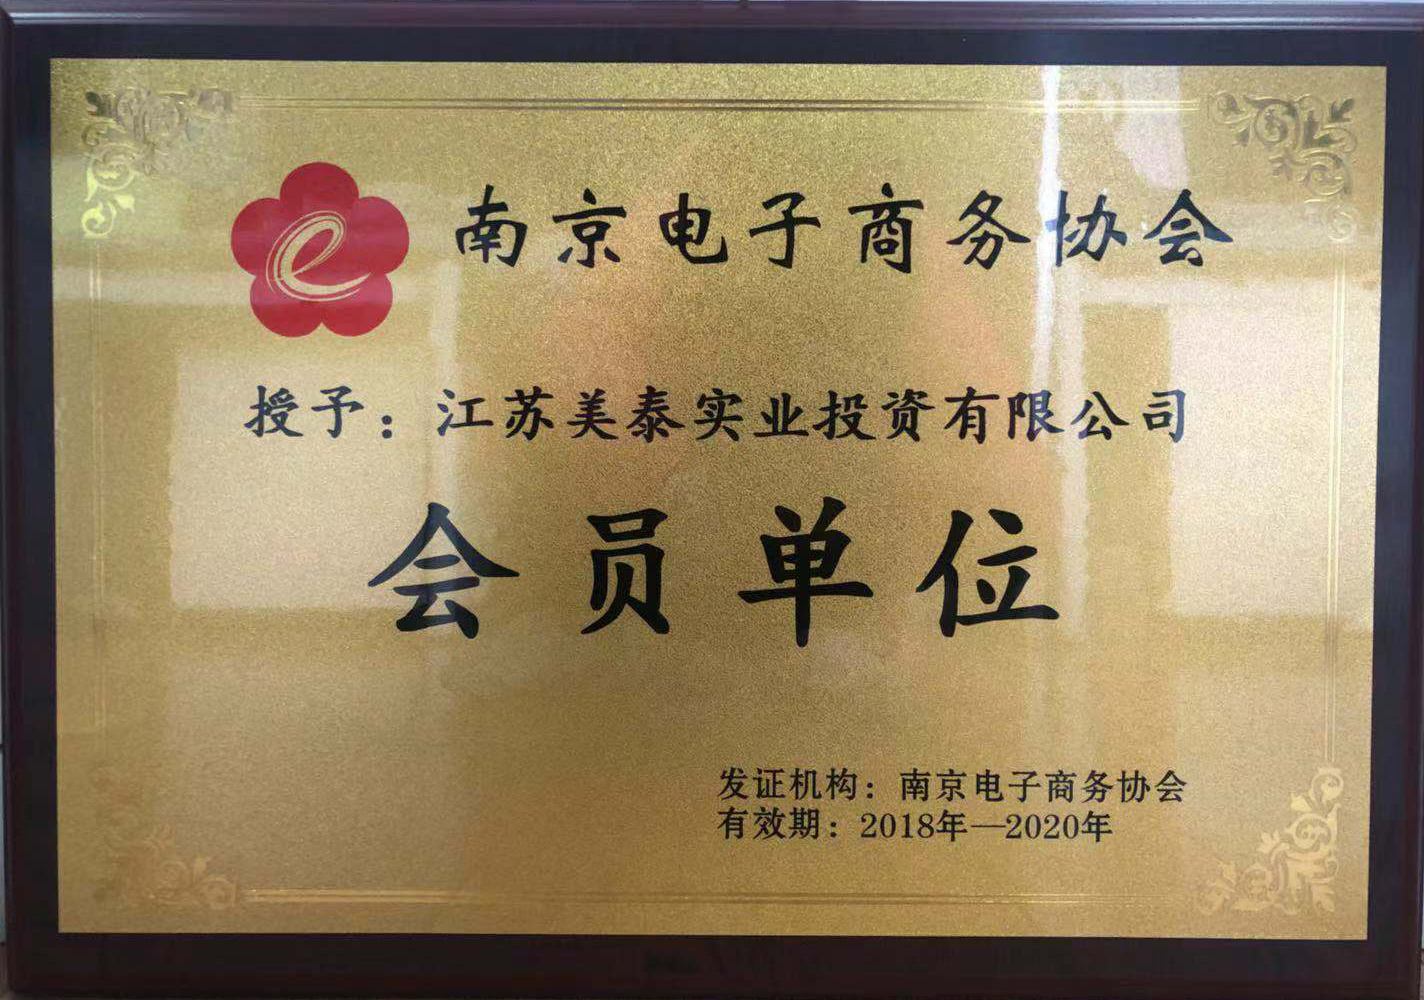 南京电子商务协会
授予：江苏美泰实业投资有限公司
会员单位
发证机构：南京电子商务协会
有效期：2018年—2020年